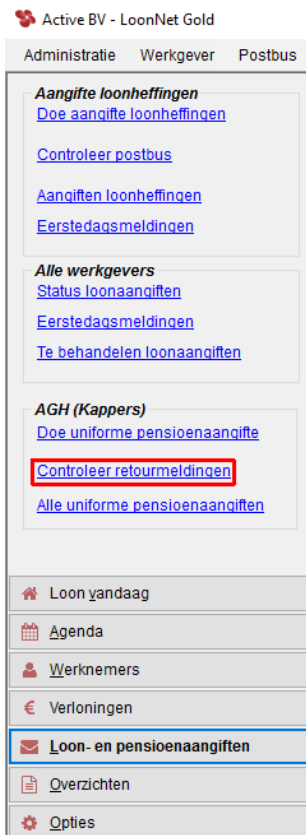 Active BV - LoonNet Gold
Administratie Werkgever Postbus
Aangifte loonheffingen
Doe aangifte loonheffingen
Controleer postbus
Aangiften loonheffingen
Eerstedagsmeldingen
Alle werkgevers
Status loonaangiften
Eerstedagsmeldingen
Te behandelen loonaangiften
AGH (Kappers)
Doe uniforme pensioenaangifte
Controleer retourmeldingen
Alle uniforme pensioenaangiften
Loon vandaag
Agenda
Werknemers
Verloningen
Loon- en pensioenaangiften
Overzichten
Opties